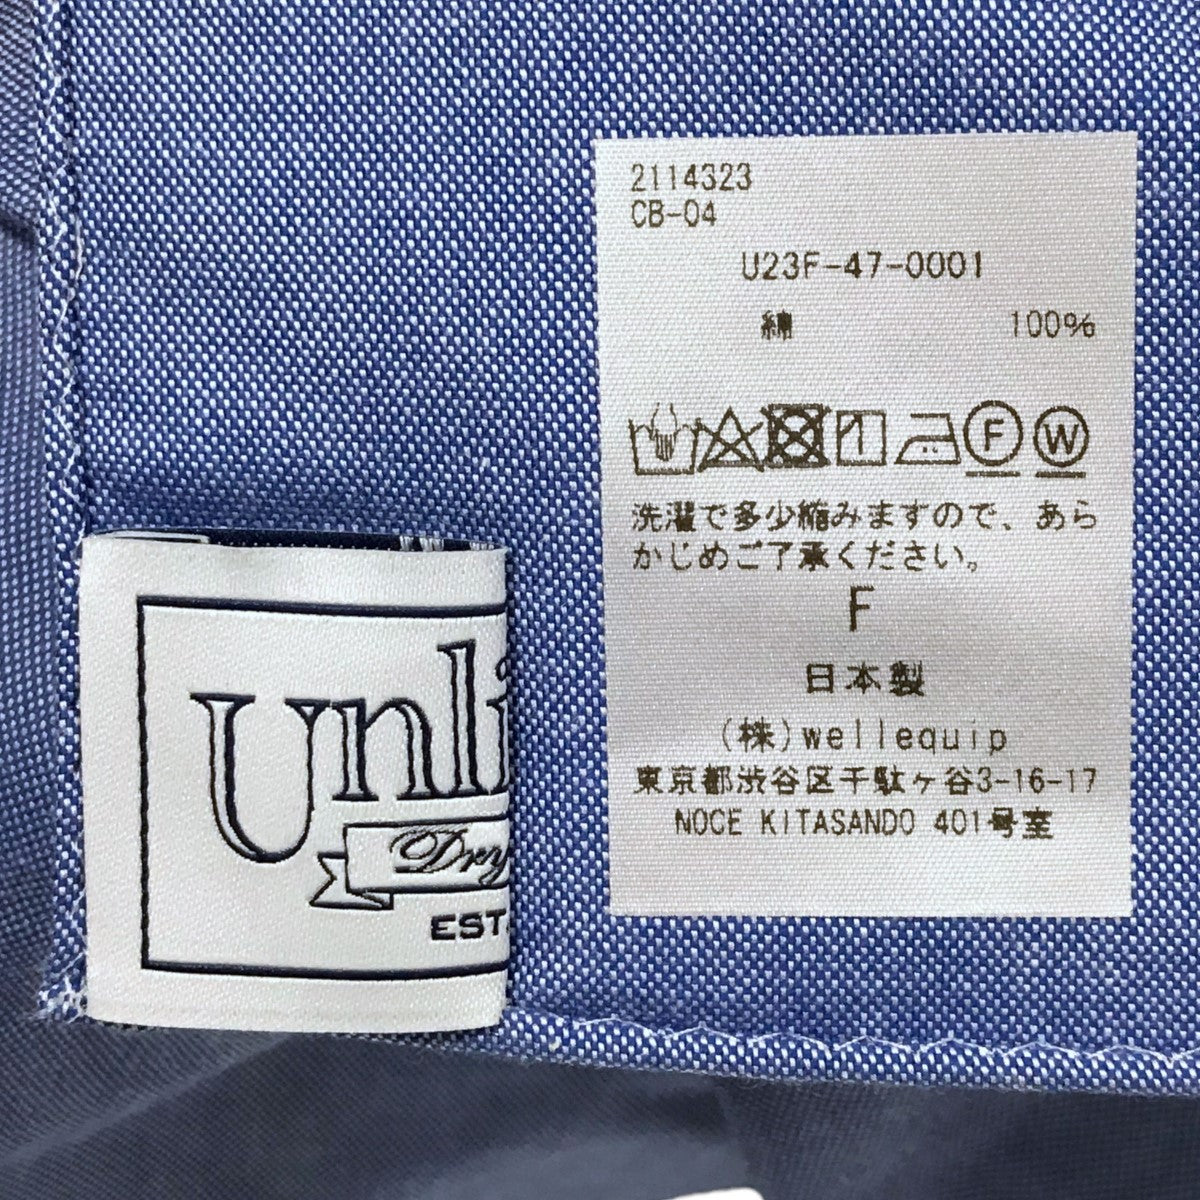 2114323
CB-04
U23F-47-0001
綿 100%
F W
洗濯で多少縮みますので、あら
かじめご了承ください。
F
日本製
(株)wellequip
東京都渋谷区千駄ヶ谷3-16-17
NOCE KITASANDO 401号室
Unli
Dry
EST.